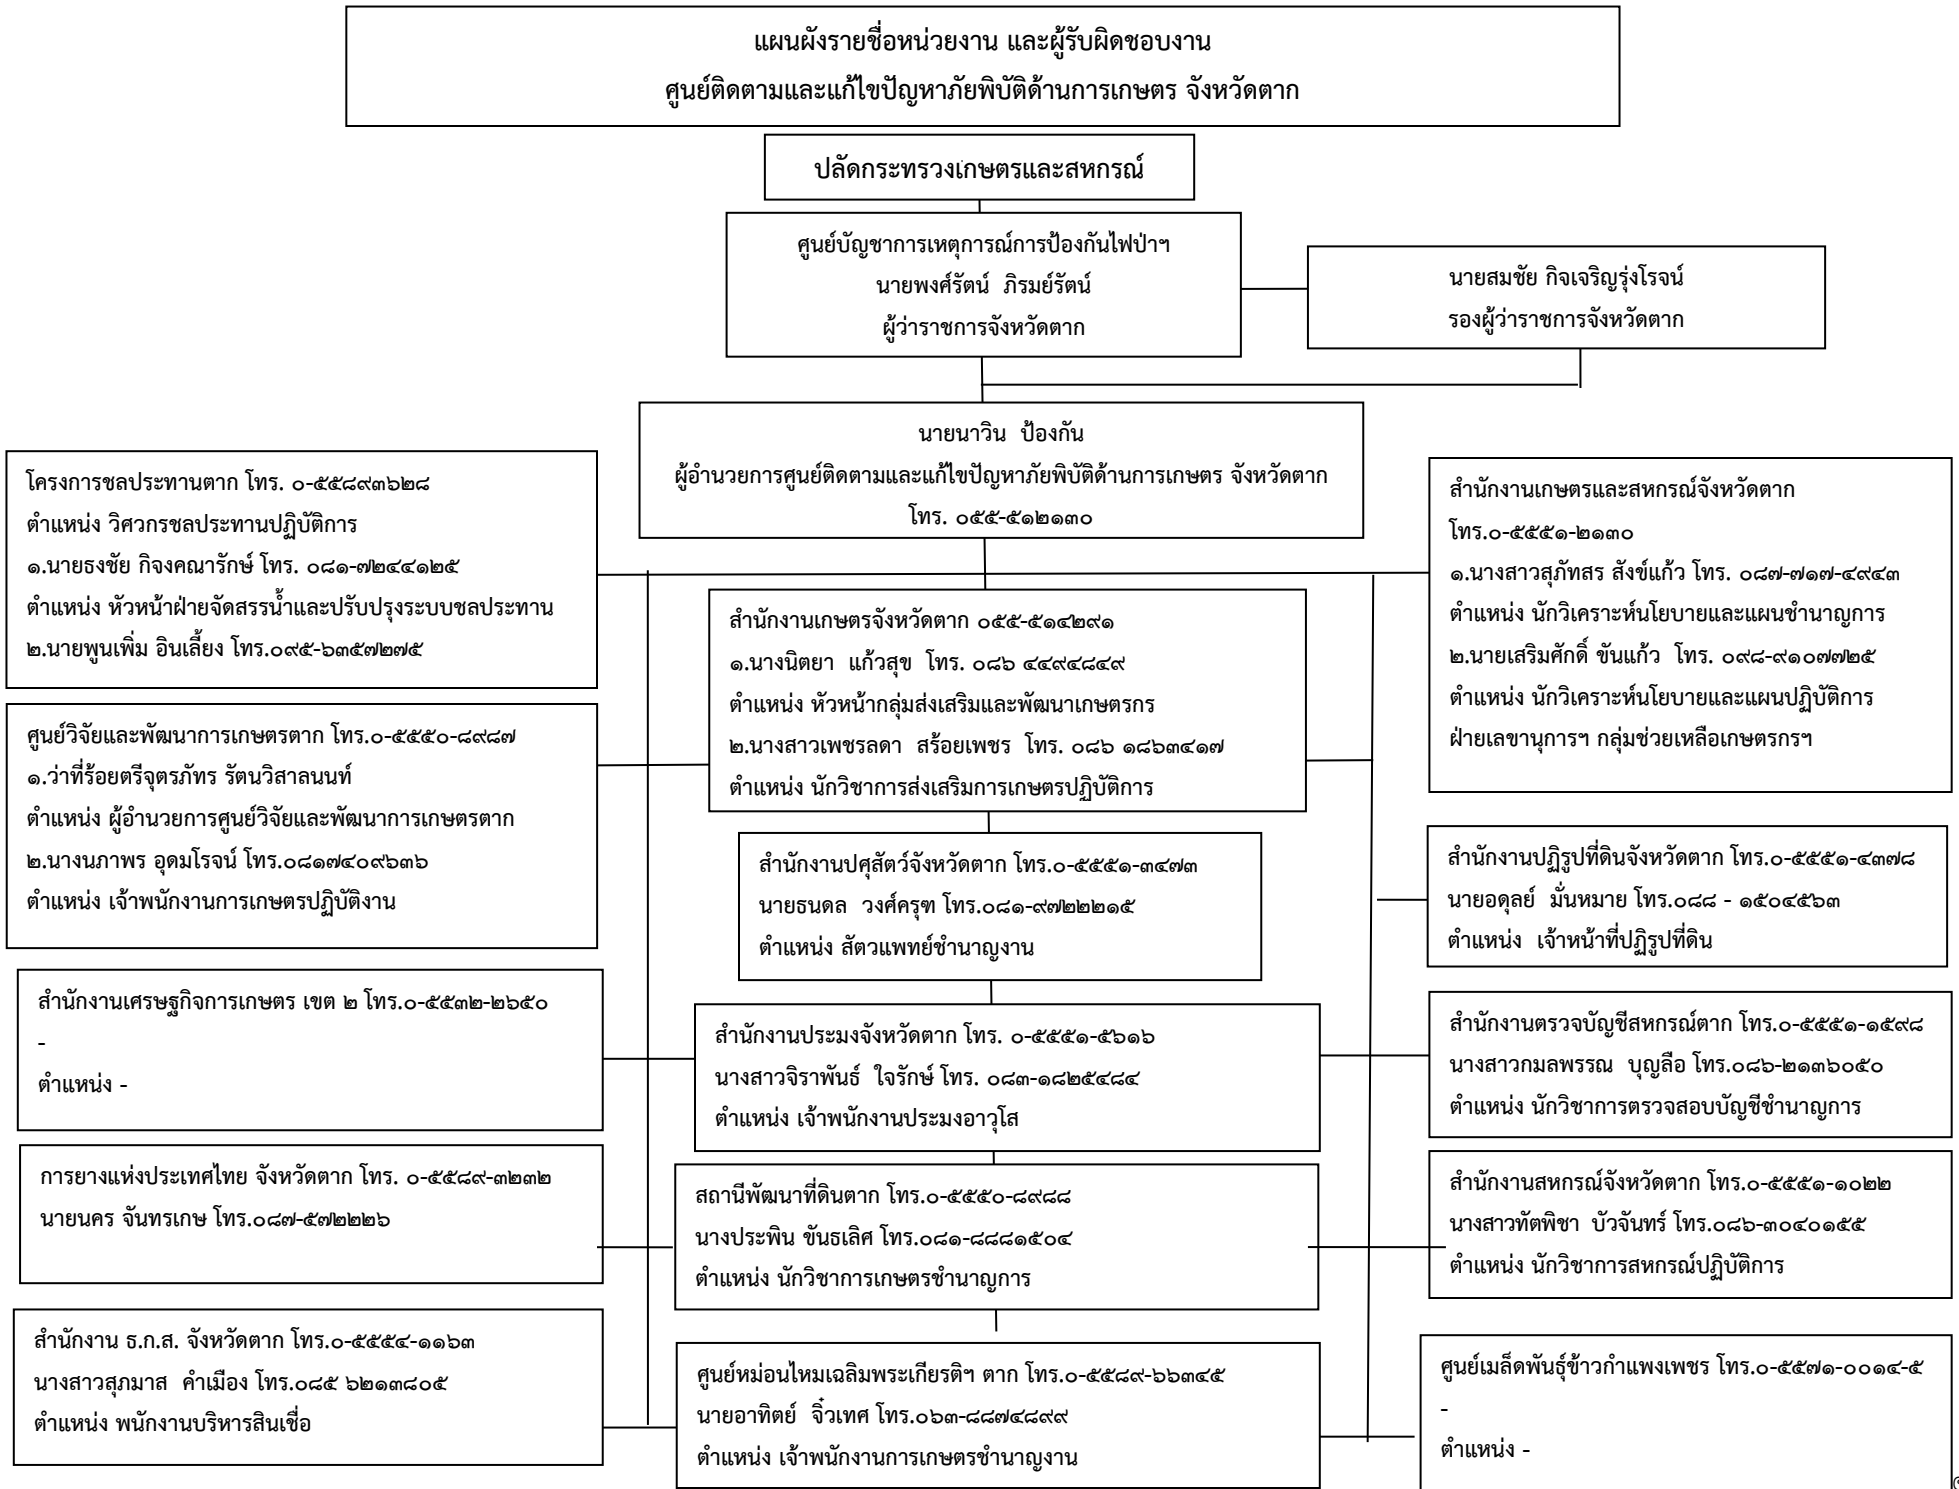 แผนผังรายชื่อหน่วยงาน และผู้รับผิดชอบงาน
ศูนย์ติดตามและแก้ไขปัญหาภัยพิบัติด้านการเกษตร จังหวัดตาก
ปลัดกระทรวงเกษตรและสหกรณ์
ศูนย์บัญชาการเหตุการณ์การป้องกันไฟป่าฯ
นายพงศ์รัตน์ ภิรมย์รัตน์
ผู้ว่าราชการจังหวัดตาก
นายสมชัย กิจเจริญรุ่งโรจน์
รองผู้ว่าราชการจังหวัดตาก
นายนาวิน ป้องกัน
ผู้อำนวยการศูนย์ติดตามและแก้ไขปัญหาภัยพิบัติด้านการเกษตร จังหวัดตาก
โทร. ๐๕๕-๕๑๒๑๓๐
โครงการชลประทานตาก โทร. ๐-๕๕๘๙๓๖๒๘
ตำแหน่ง วิศวกรชลประทานปฏิบัติการ
๑.นายธงชัย กิจงคณารักษ์ โทร. ๐๘๑-๗๒๔๔๑๒๕
ตำแหน่ง หัวหน้าฝ่ายจัดสรรน้ำและปรับปรุงระบบชลประทาน
๒.นายพูนเพิ่ม อินเลี้ยง โทร.๐๙๕-๖๓๕๗๒๗๕
สำนักงานเกษตรและสหกรณ์จังหวัดตาก
โทร.๐-๕๕๕๑-๒๑๓๐
๑.นางสาวสุภัทสร สังข์แก้ว โทร. ๐๘๗-๗๑๗-๔๙๔๓
ตำแหน่ง นักวิเคราะห์นโยบายและแผนชำนาญการ
๒.นายเสริมศักดิ์ ขันแก้ว โทร. ๐๙๘-๙๑๐๗๗๒๕
ตำแหน่ง นักวิเคราะห์นโยบายและแผนปฏิบัติการ
ฝ่ายเลขานุการฯ กลุ่มช่วยเหลือเกษตรกรฯ
สำนักงานเกษตรจังหวัดตาก ๐๕๕-๕๑๔๒๙๑
๑.นางนิตยา แก้วสุข โทร. ๐๘๖ ๔๔๙๔๘๔๙
ตำแหน่ง หัวหน้ากลุ่มส่งเสริมและพัฒนาเกษตรกร
๒.นางสาวเพชรลดา สร้อยเพชร โทร. ๐๘๖ ๑๘๖๓๔๑๗
ตำแหน่ง นักวิชาการส่งเสริมการเกษตรปฏิบัติการ
ศูนย์วิจัยและพัฒนาการเกษตรตาก โทร.๐-๕๕๕๐-๘๙๘๗
๑.ว่าที่ร้อยตรีจุตรภัทร รัตนวิสาลนนท์
ตำแหน่ง ผู้อำนวยการศูนย์วิจัยและพัฒนาการเกษตรตาก
๒.นางนภาพร อุดมโรจน์ โทร.๐๘๑๗๔๐๙๖๓๖
ตำแหน่ง เจ้าพนักงานการเกษตรปฏิบัติงาน
สำนักงานปศุสัตว์จังหวัดตาก โทร.๐-๕๕๕๑-๓๔๗๓
นายธนดล วงศ์ครุฑ โทร.๐๘๑-๙๗๒๒๒๑๕
ตำแหน่ง สัตวแพทย์ชำนาญงาน
สำนักงานปฏิรูปที่ดินจังหวัดตาก โทร.๐-๕๕๕๑-๔๓๗๘
นายอดุลย์ มั่นหมาย โทร.๐๘๘ - ๑๕๐๔๕๖๓
ตำแหน่ง เจ้าหน้าที่ปฏิรูปที่ดิน
สำนักงานเศรษฐกิจการเกษตร เขต ๒ โทร.๐-๕๕๓๒-๒๖๕๐
-
ตำแหน่ง -
สำนักงานประมงจังหวัดตาก โทร. ๐-๕๕๕๑-๕๖๑๖
นางสาวจิราพันธ์ ใจรักษ์ โทร. ๐๘๓-๑๘๒๕๔๘๔
ตำแหน่ง เจ้าพนักงานประมงอาวุโส
สำนักงานตรวจบัญชีสหกรณ์ตาก โทร.๐-๕๕๕๑-๑๕๙๘
นางสาวกมลพรรณ บุญลือ โทร.๐๘๖-๒๑๓๖๐๕๐
ตำแหน่ง นักวิชาการตรวจสอบบัญชีชำนาญการ
การยางแห่งประเทศไทย จังหวัดตาก โทร. ๐-๕๕๘๙-๓๒๓๒
นายนคร จันทรเกษ โทร.๐๘๗-๕๗๒๒๒๖
สถานีพัฒนาที่ดินตาก โทร.๐-๕๕๕๐-๘๙๘๘
นางประพิน ขันธเลิศ โทร.๐๘๑-๘๘๘๑๕๐๔
ตำแหน่ง นักวิชาการเกษตรชำนาญการ
สำนักงานสหกรณ์จังหวัดตาก โทร.๐-๕๕๕๑-๑๐๒๒
นางสาวทัตพิชา บัวจันทร์ โทร.๐๘๖-๓๐๔๐๑๕๕
ตำแหน่ง นักวิชาการสหกรณ์ปฏิบัติการ
สำนักงาน ธ.ก.ส. จังหวัดตาก โทร.๐-๕๕๕๔-๑๑๖๓
นางสาวสุภมาส คำเมือง โทร.๐๘๕ ๖๒๑๓๘๐๕
ตำแหน่ง พนักงานบริหารสินเชื่อ
ศูนย์หม่อนไหมเฉลิมพระเกียรติฯ ตาก โทร.๐-๕๕๘๙-๖๖๓๔๕
นายอาทิตย์ จิ๋วเทศ โทร.๐๖๓-๘๘๗๔๘๙๙
ตำแหน่ง เจ้าพนักงานการเกษตรชำนาญงาน
ศูนย์เมล็ดพันธุ์ข้าวกำแพงเพชร โทร.๐-๕๕๗๑-๐๐๑๔-๕
-
ตำแหน่ง -